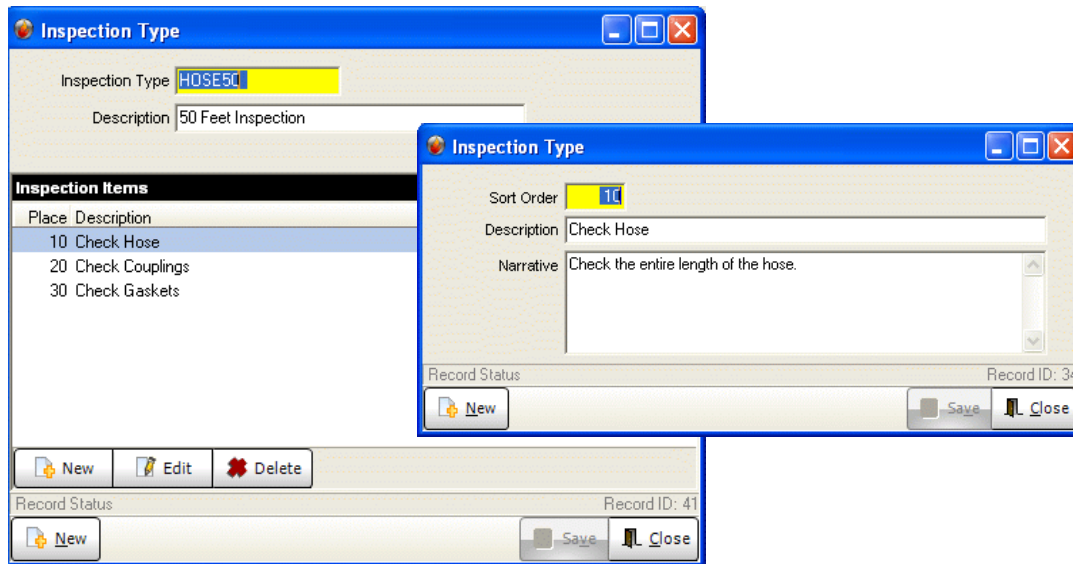 Inspection Type
Inspection Type HOSE50
Description 50 Feet Inspection
Inspection Items
Place Description
10 Check Hose
20 Check Couplings
30 Check Gaskets
New Edit Delete
Record Status Record ID: 41
New Save Close
Inspection Type
Sort Order 10
Description Check Hose
Narrative Check the entire length of the hose.
Record Status Record ID: 34
New Save Close